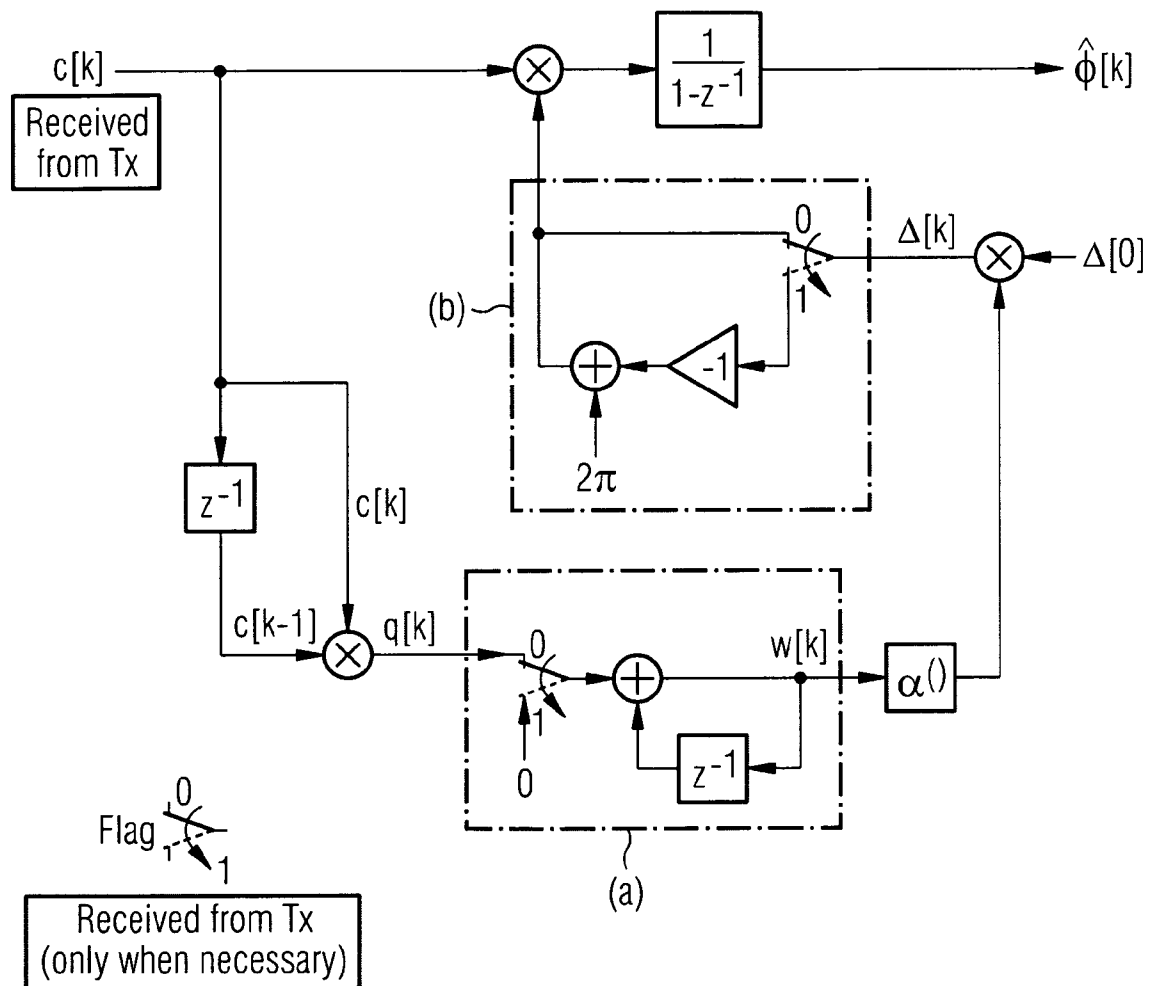 c[k]
Received
from Tx
1
1-z⁻¹
ϕ̂[k]
0
1
Δ[k]
Δ[0]
(b)
-1
2π
z⁻¹
c[k]
c[k-1]
q[k]
0
1
0
w[k]
z⁻¹
α()
(a)
0
Flag
1
Received from Tx
(only when necessary)